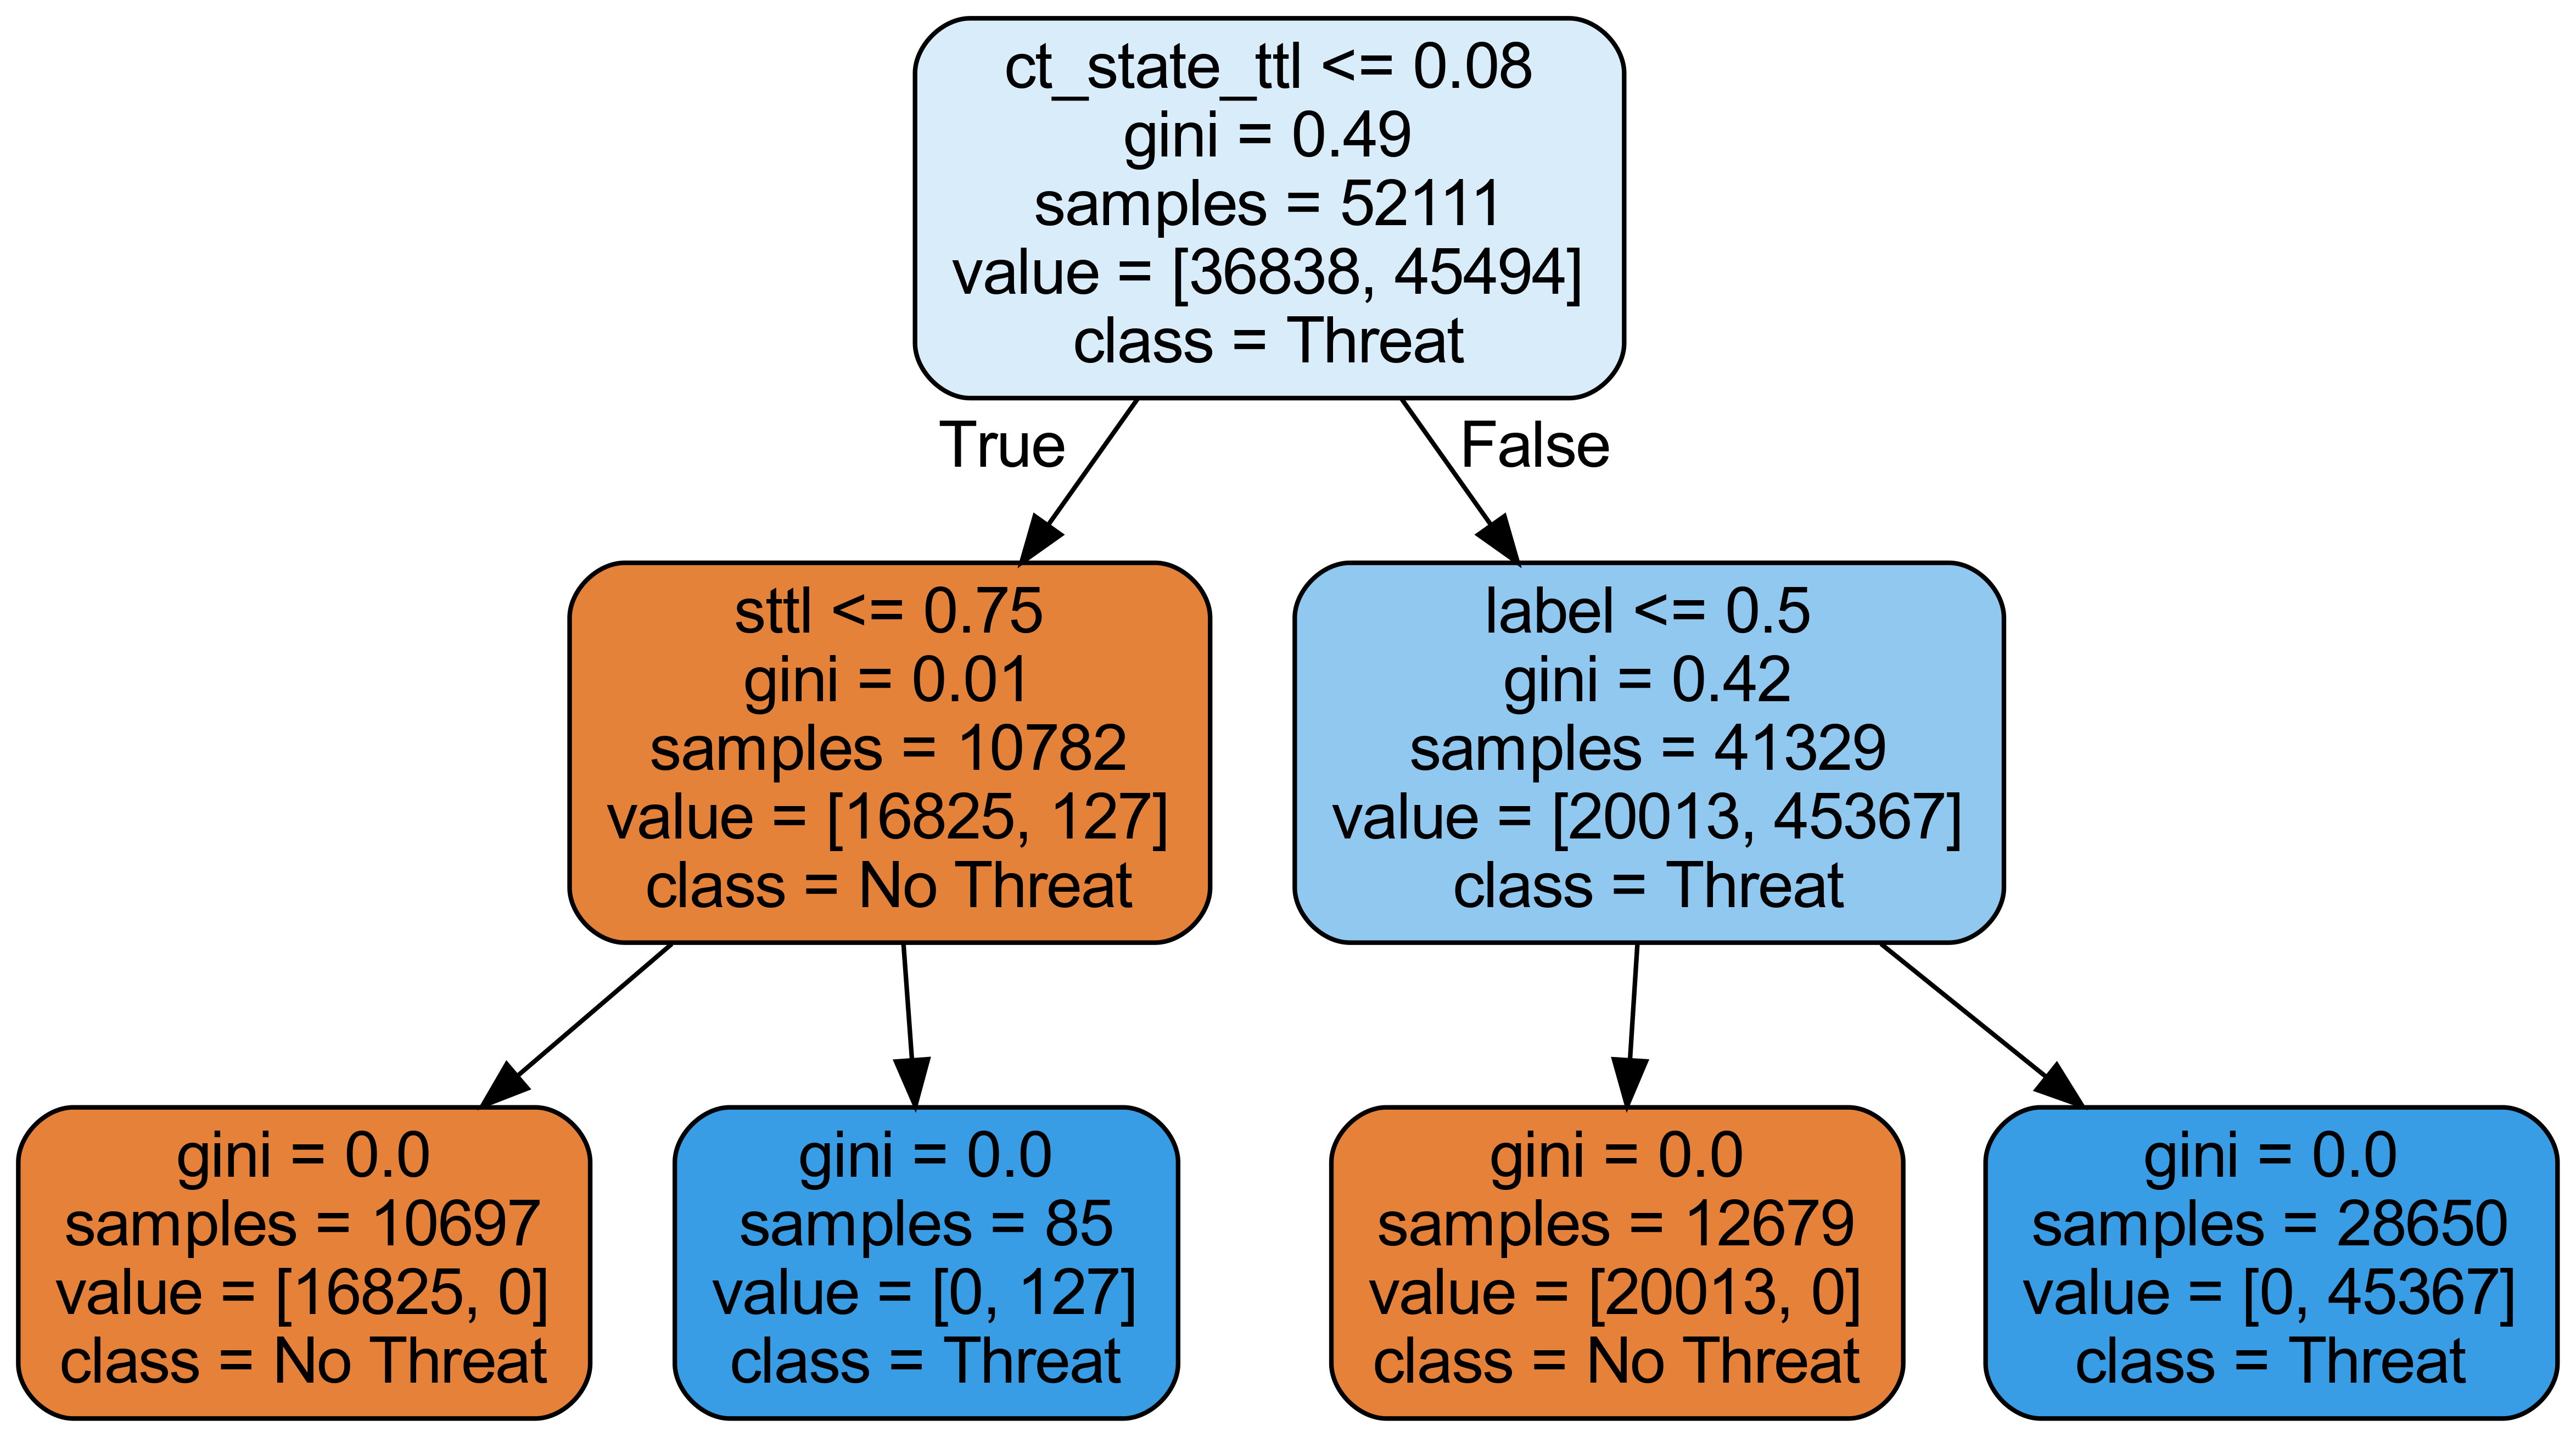 ct_state_ttl <= 0.08
gini = 0.49
samples = 52111
value = [36838, 45494]
class = Threat
True
False
sttl <= 0.75
gini = 0.01
samples = 10782
value = [16825, 127]
class = No Threat
label <= 0.5
gini = 0.42
samples = 41329
value = [20013, 45367]
class = Threat
gini = 0.0
samples = 10697
value = [16825, 0]
class = No Threat
gini = 0.0
samples = 85
value = [0, 127]
class = Threat
gini = 0.0
samples = 12679
value = [20013, 0]
class = No Threat
gini = 0.0
samples = 28650
value = [0, 45367]
class = Threat